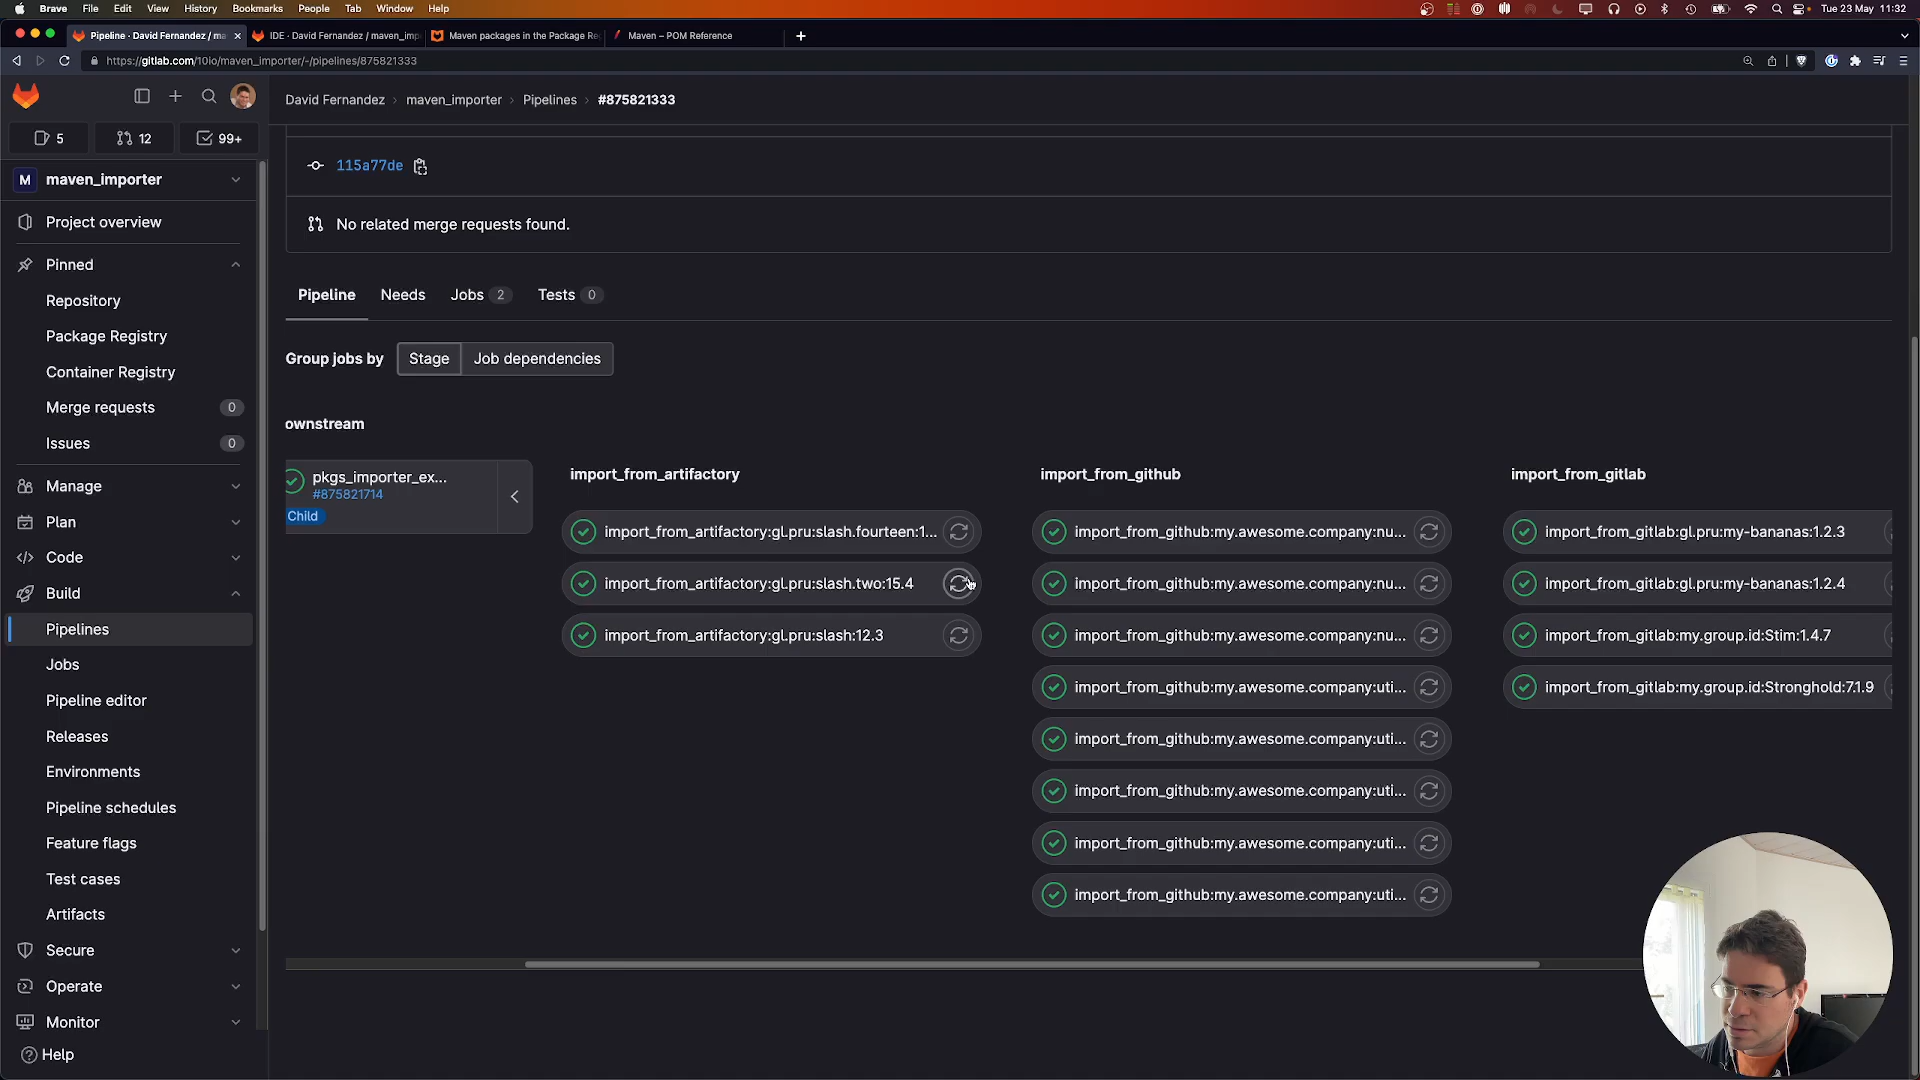 Brave File Edit View History Bookmarks People Tab Window Help Tue 23 May 11:32
Pipeline · David Fernandez / ma IDE · David Fernandez / maven_imp Maven packages in the Package Re Maven – POM Reference
https://gitlab.com/10io/maven_importer/-/pipelines/875821333
David Fernandez › maven_importer › Pipelines › #875821333
5 12 99+
M maven_importer
Project overview
Pinned
Repository
Package Registry
Container Registry
Merge requests 0
Issues 0
Manage
Plan
Code
Build
Pipelines
Jobs
Pipeline editor
Releases
Environments
Pipeline schedules
Feature flags
Test cases
Artifacts
Secure
Operate
Monitor
Help
115a77de
No related merge requests found.
Pipeline Needs Jobs 2 Tests 0
Group jobs by Stage Job dependencies
ownstream
pkgs_importer_ex...
#875821714
Child
import_from_artifactory
import_from_artifactory:gl.pru:slash.fourteen:1...
import_from_artifactory:gl.pru:slash.two:15.4
import_from_artifactory:gl.pru:slash:12.3
import_from_github
import_from_github:my.awesome.company:nu...
import_from_github:my.awesome.company:nu...
import_from_github:my.awesome.company:nu...
import_from_github:my.awesome.company:uti...
import_from_github:my.awesome.company:uti...
import_from_github:my.awesome.company:uti...
import_from_github:my.awesome.company:uti...
import_from_github:my.awesome.company:uti...
import_from_gitlab
import_from_gitlab:gl.pru:my-bananas:1.2.3
import_from_gitlab:gl.pru:my-bananas:1.2.4
import_from_gitlab:my.group.id:Stim:1.4.7
import_from_gitlab:my.group.id:Stronghold:7.1.9